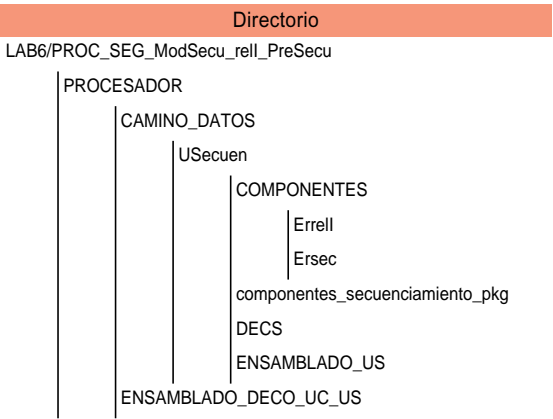 Directorio
LAB6/PROC_SEG_ModSecu_rell_PreSecu
PROCESADOR
CAMINO_DATOS
USecuen
COMPONENTES
Errell
Ersec
componentes_secuenciamiento_pkg
DECS
ENSAMBLADO_US
ENSAMBLADO_DECO_UC_US